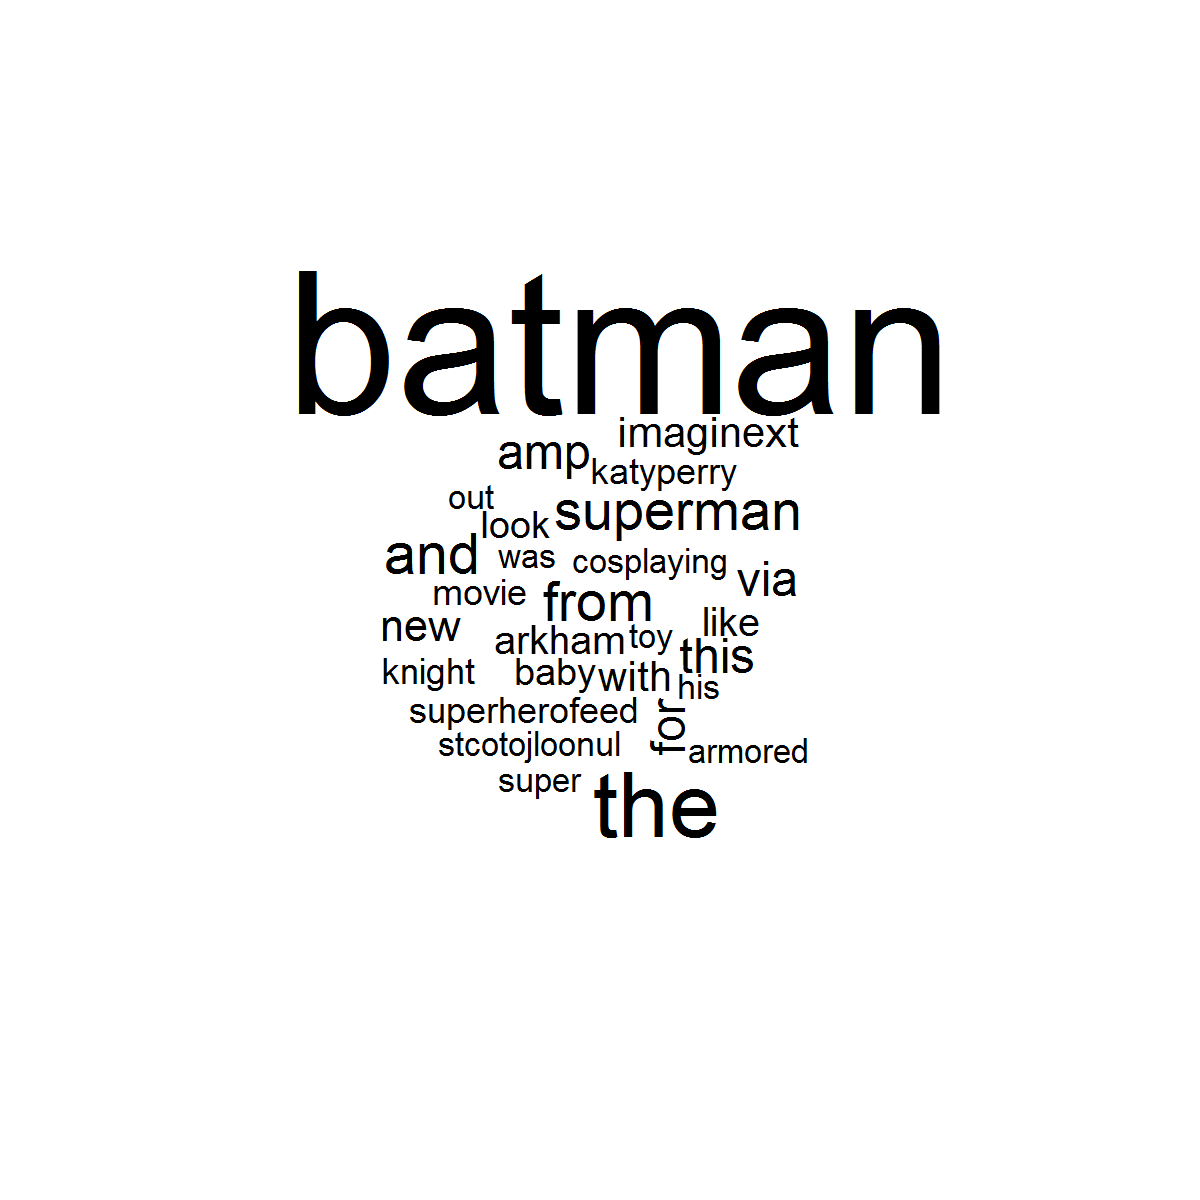 batman
imaginext
amp
katyperry
out
superman
look
and
was
cosplaying
via
movie
from
new
like
arkham
toy
this
knight
baby
with
his
superherofeed
for
stcotojloonul
armored
super
the